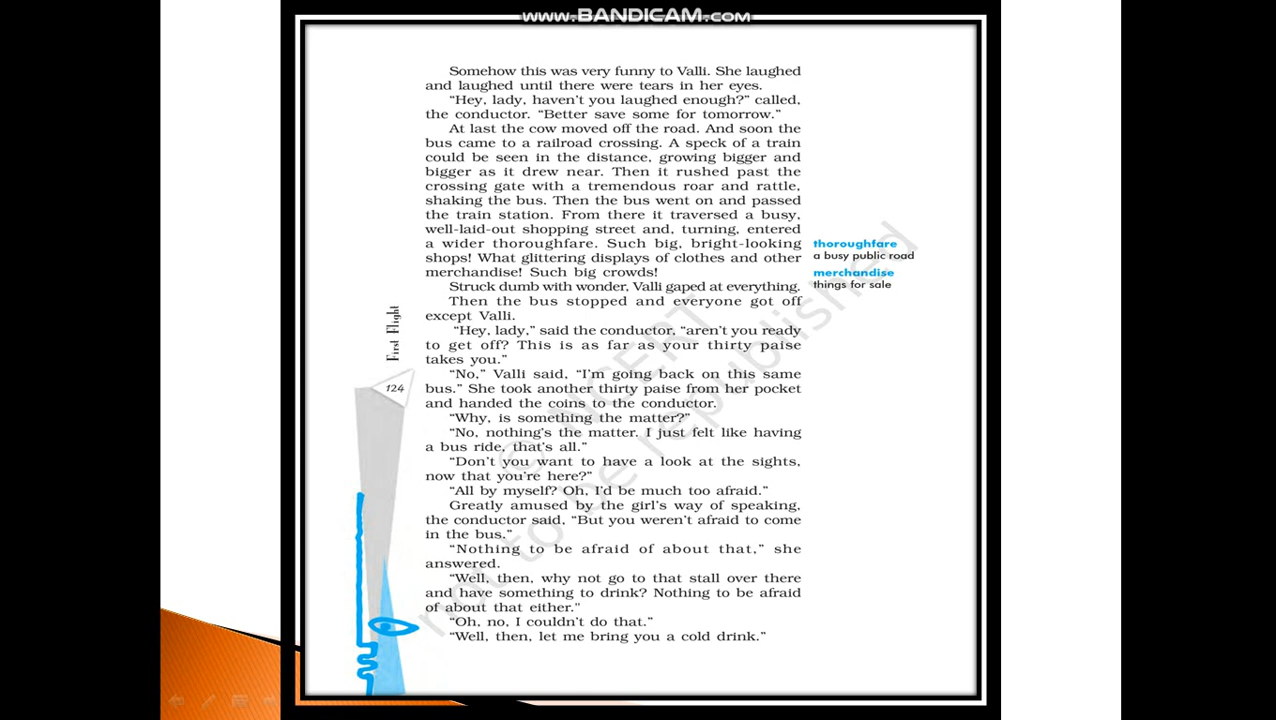 www.BANDICAM.com
Somehow this was very funny to Valli. She laughed
and laughed until there were tears in her eyes.
“Hey, lady, haven’t you laughed enough?” called,
the conductor. “Better save some for tomorrow.”
At last the cow moved off the road. And soon the
bus came to a railroad crossing. A speck of a train
could be seen in the distance, growing bigger and
bigger as it drew near. Then it rushed past the
crossing gate with a tremendous roar and rattle,
shaking the bus. Then the bus went on and passed
the train station. From there it traversed a busy,
well-laid-out shopping street and, turning, entered
a wider thoroughfare. Such big, bright-looking
shops! What glittering displays of clothes and other
merchandise! Such big crowds!
thoroughfare
a busy public road
merchandise
things for sale
Struck dumb with wonder, Valli gaped at everything.
Then the bus stopped and everyone got off
except Valli.
“Hey, lady,” said the conductor, “aren’t you ready
to get off? This is as far as your thirty paise
takes you.”
“No,” Valli said, “I’m going back on this same
bus.” She took another thirty paise from her pocket
and handed the coins to the conductor.
“Why, is something the matter?”
“No, nothing’s the matter. I just felt like having
a bus ride, that’s all.”
“Don’t you want to have a look at the sights,
now that you’re here?”
“All by myself? Oh, I’d be much too afraid.”
Greatly amused by the girl’s way of speaking,
the conductor said, “But you weren’t afraid to come
in the bus.”
“Nothing to be afraid of about that,” she
answered.
“Well, then, why not go to that stall over there
and have something to drink? Nothing to be afraid
of about that either."
“Oh, no, I couldn’t do that.”
“Well, then, let me bring you a cold drink.”
First Flight
124
© NCERT
not to be republished